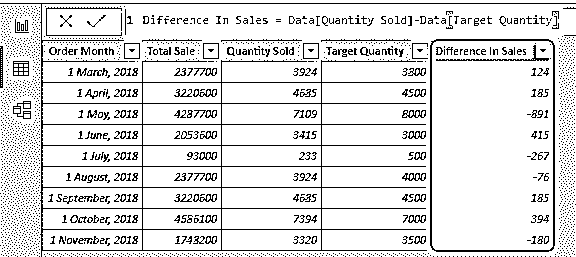 1 Difference In Sales = Data[Quantity Sold]-Data[Target Quantity]
Order Month Total Sale Quantity Sold Target Quantity Difference In Sales
1 March, 2018 2377700 3924 3800 124
1 April, 2018 3220600 4685 4500 185
1 May, 2018 4287700 7109 8000 -891
1 June, 2018 2053600 3415 3000 415
1 July, 2018 93000 233 500 -267
1 August, 2018 2377700 3924 4000 -76
1 September, 2018 3220600 4685 4500 185
1 October, 2018 4586100 7394 7000 394
1 November, 2018 1743200 3320 3500 -180